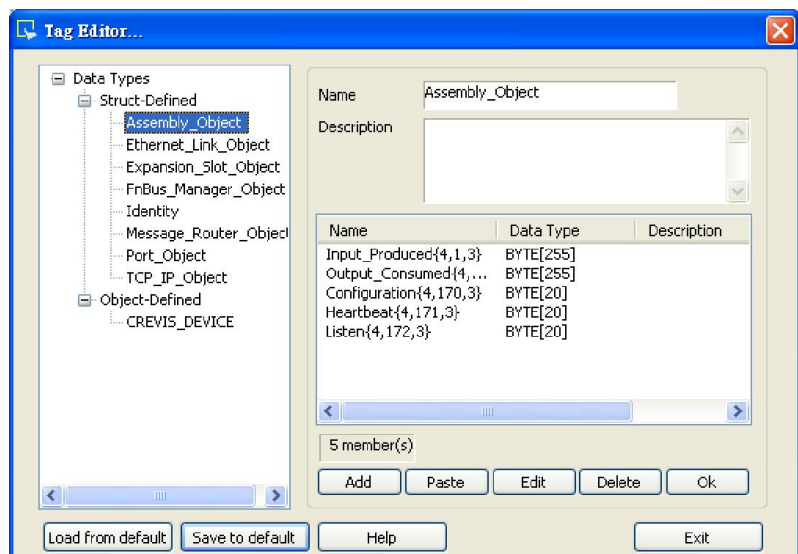 Tag Editor...
Data Types
Struct-Defined
Assembly_Object
Ethernet_Link_Object
Expansion_Slot_Object
FnBus_Manager_Object
Identity
Message_Router_Object
Port_Object
TCP_IP_Object
Object-Defined
CREVIS_DEVICE
Name Assembly_Object
Description
Name Data Type Description
Input_Produced{4,1,3} BYTE[255]
Output_Consumed{4,... BYTE[255]
Configuration{4,170,3} BYTE[20]
Heartbeat{4,171,3} BYTE[20]
Listen{4,172,3} BYTE[20]
5 member(s)
Add Paste Edit Delete Ok
Load from default Save to default Help Exit